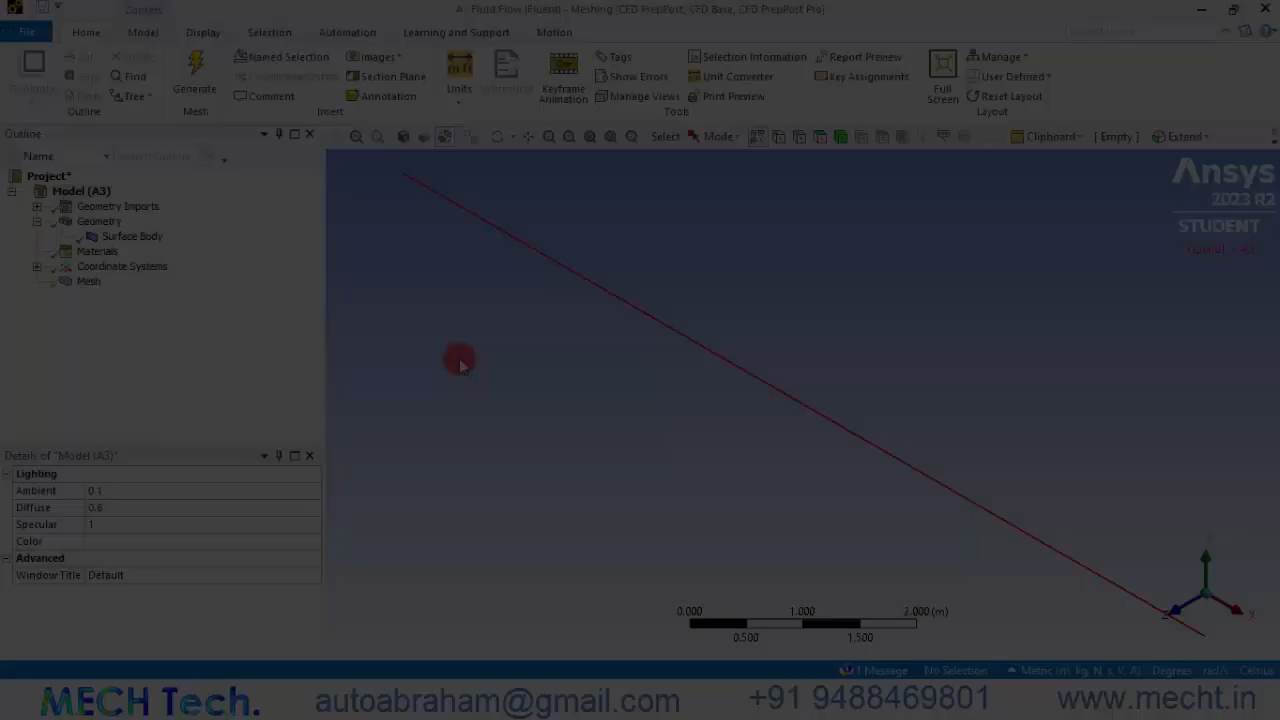 Context
A : Fluid Flow (Fluent) - Meshing [CFD PrepPost, CFD Base, CFD PrepPost Pro]
File Home Model Display Selection Automation Learning and Support Motion
Duplicate
Outline
Find
Tree
Generate
Mesh
Named Selection
Comment
Images
Section Plane
Annotation
Insert
Units
Keyframe Animation
Tags
Show Errors
Manage Views
Selection Information
Unit Converter
Print Preview
Report Preview
Key Assignments
Tools
Full Screen
Manage
User Defined
Reset Layout
Layout
Outline
Select Mode Clipboard [ Empty ] Extend
Name Search Outline
Project*
Model (A3)
Geometry Imports
Geometry
Surface Body
Materials
Coordinate Systems
Mesh
Ansys
2023 R2
STUDENT
Details of "Model (A3)"
Lighting
Ambient 0.1
Diffuse 0.6
Specular 1
Color
Advanced
Window Title Default
0.000 1.000 2.000 (m)
0.500 1.500
Z X
1 Message No Selection Metric (m, kg, N, s, V, A) Degrees rad/s Celsius
MECH Tech. autoabraham@gmail.com +91 9488469801 www.mecht.in